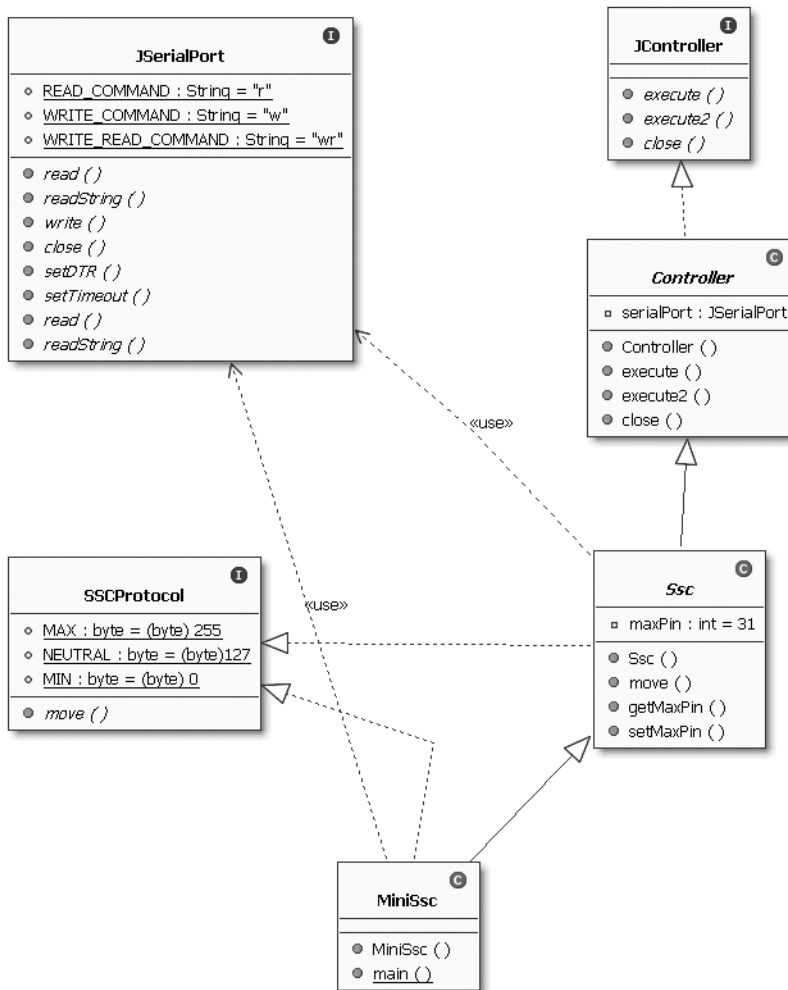 I
JSerialPort
READ_COMMAND : String = "r"
WRITE_COMMAND : String = "w"
WRITE_READ_COMMAND : String = "wr"
read ( )
readString ( )
write ( )
close ( )
setDTR ( )
setTimeout ( )
read ( )
readString ( )
I
JController
execute ( )
execute2 ( )
close ( )
C
Controller
serialPort : JSerialPort
Controller ( )
execute ( )
execute2 ( )
close ( )
«use»
I
SSCProtocol
MAX : byte = (byte) 255
NEUTRAL : byte = (byte)127
MIN : byte = (byte) 0
move ( )
«use»
C
Ssc
maxPin : int = 31
Ssc ( )
move ( )
getMaxPin ( )
setMaxPin ( )
C
MiniSsc
MiniSsc ( )
main ( )